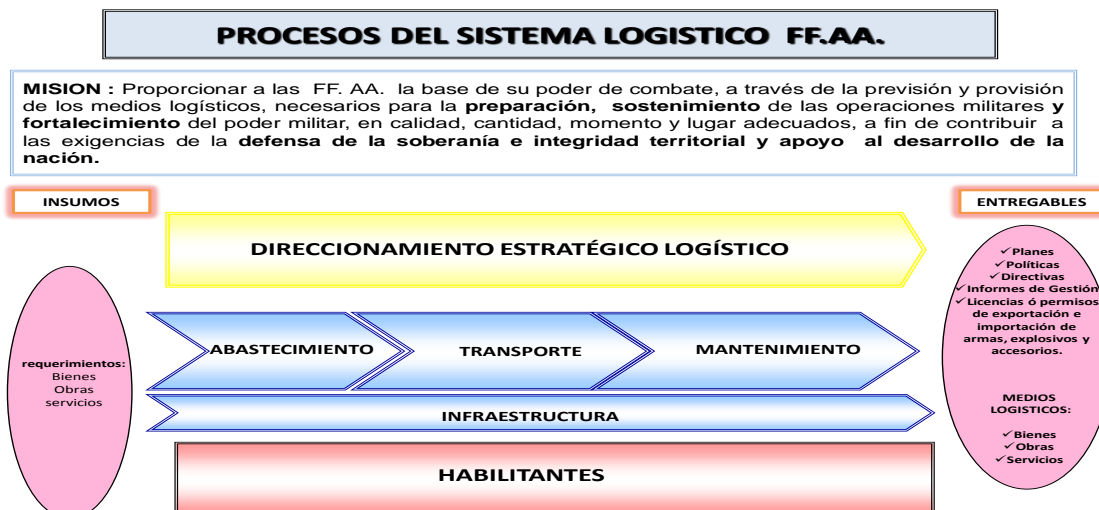 PROCESOS DEL SISTEMA LOGISTICO FF.AA.
MISION : Proporcionar a las FF. AA. la base de su poder de combate, a través de la previsión y provisión
de los medios logísticos, necesarios para la preparación, sostenimiento de las operaciones militares y
fortalecimiento del poder militar, en calidad, cantidad, momento y lugar adecuados, a fin de contribuir a
las exigencias de la defensa de la soberanía e integridad territorial y apoyo al desarrollo de la
nación.
INSUMOS
ENTREGABLES
DIRECCIONAMIENTO ESTRATÉGICO LOGÍSTICO
requerimientos:
Bienes
Obras
servicios
ABASTECIMIENTO
TRANSPORTE
MANTENIMIENTO
INFRAESTRUCTURA
HABILITANTES
✓Planes
✓Políticas
✓Directivas
✓Informes de Gestión
✓Licencias ó permisos
de exportación e
importación de
armas, explosivos y
accesorios.
MEDIOS
LOGISTICOS:
✓Bienes
✓Obras
✓Servicios